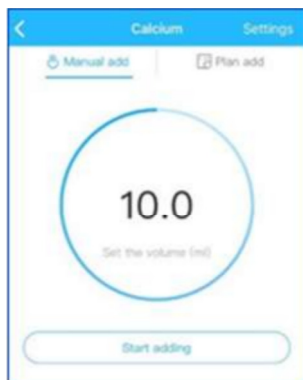 Calcium Settings
Manual add Plan add
10.0
Set the volume (ml)
Start adding